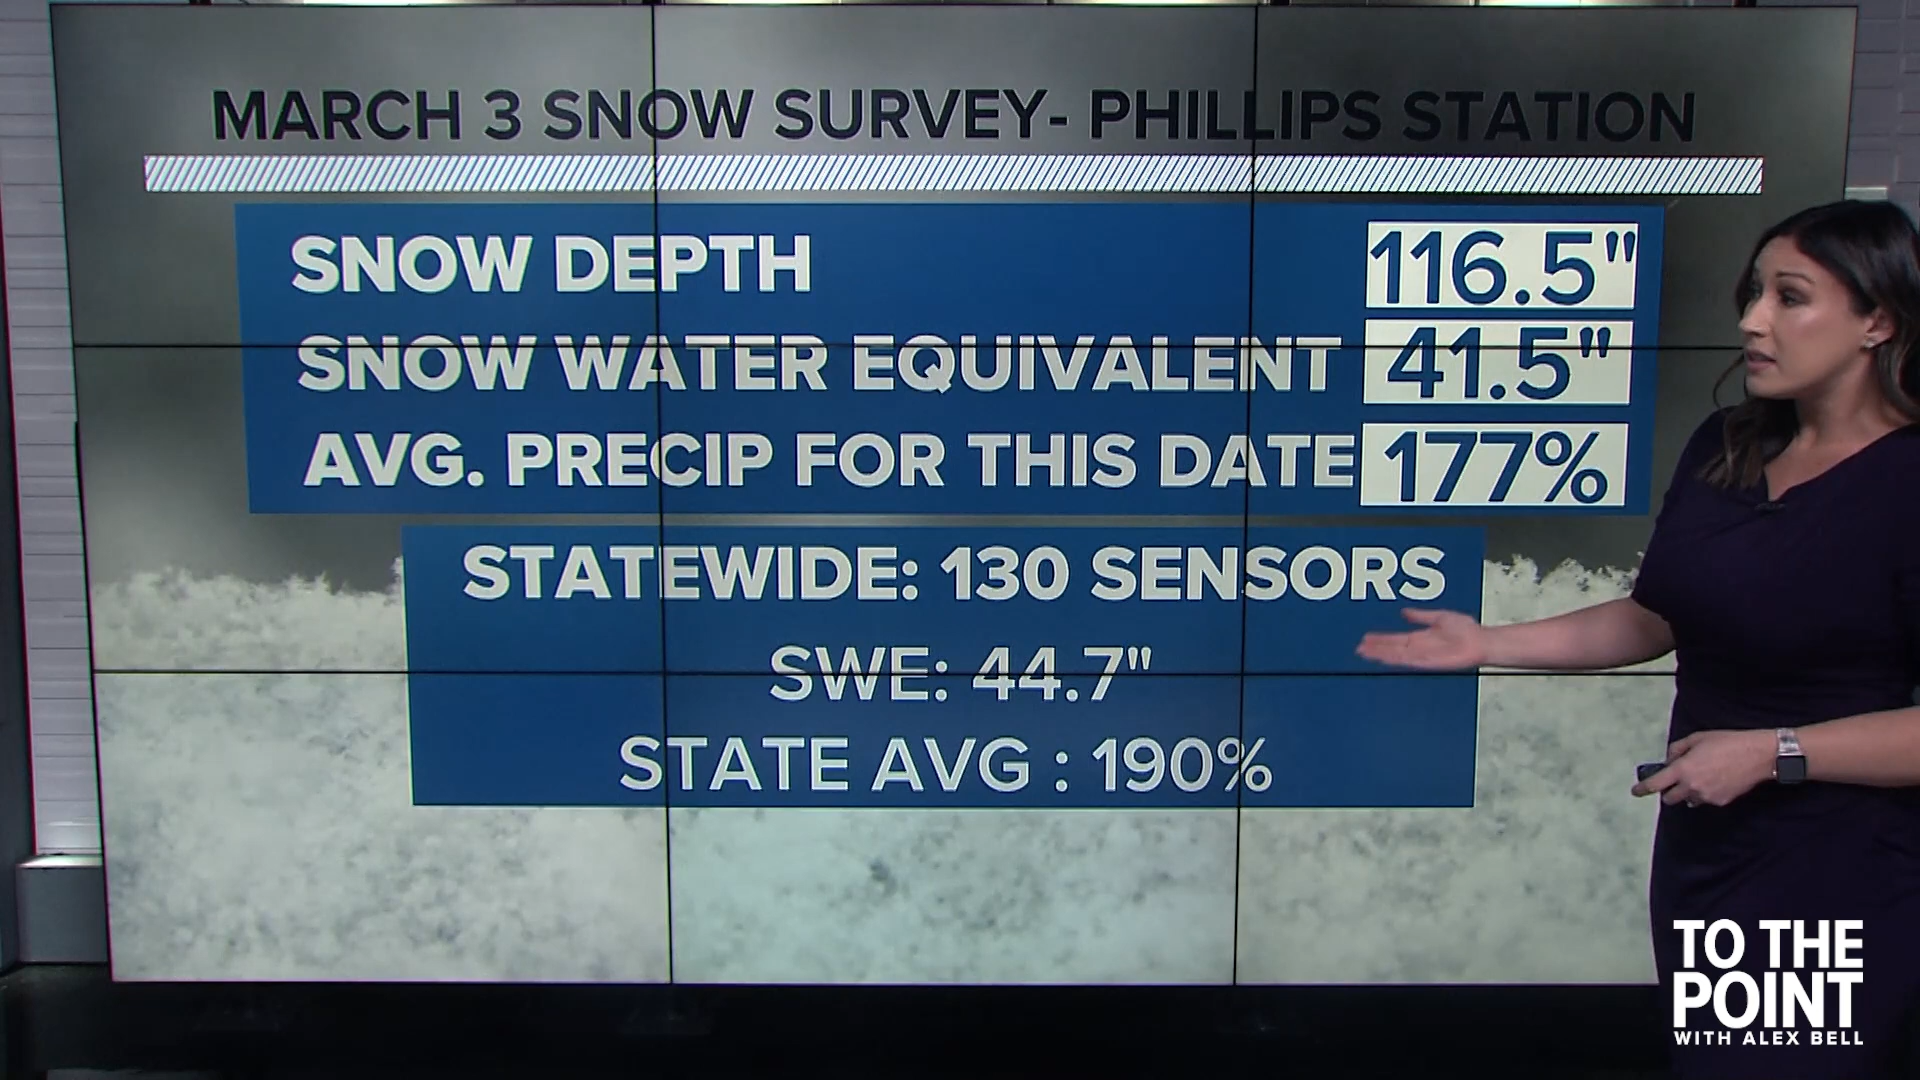 MARCH 3 SNOW SURVEY- PHILLIPS STATION
SNOW DEPTH 116.5"
SNOW WATER EQUIVALENT 41.5"
AVG. PRECIP FOR THIS DATE 177%
STATEWIDE: 130 SENSORS
SWE: 44.7"
STATE AVG : 190%
TO THE
POINT
WITH ALEX BELL